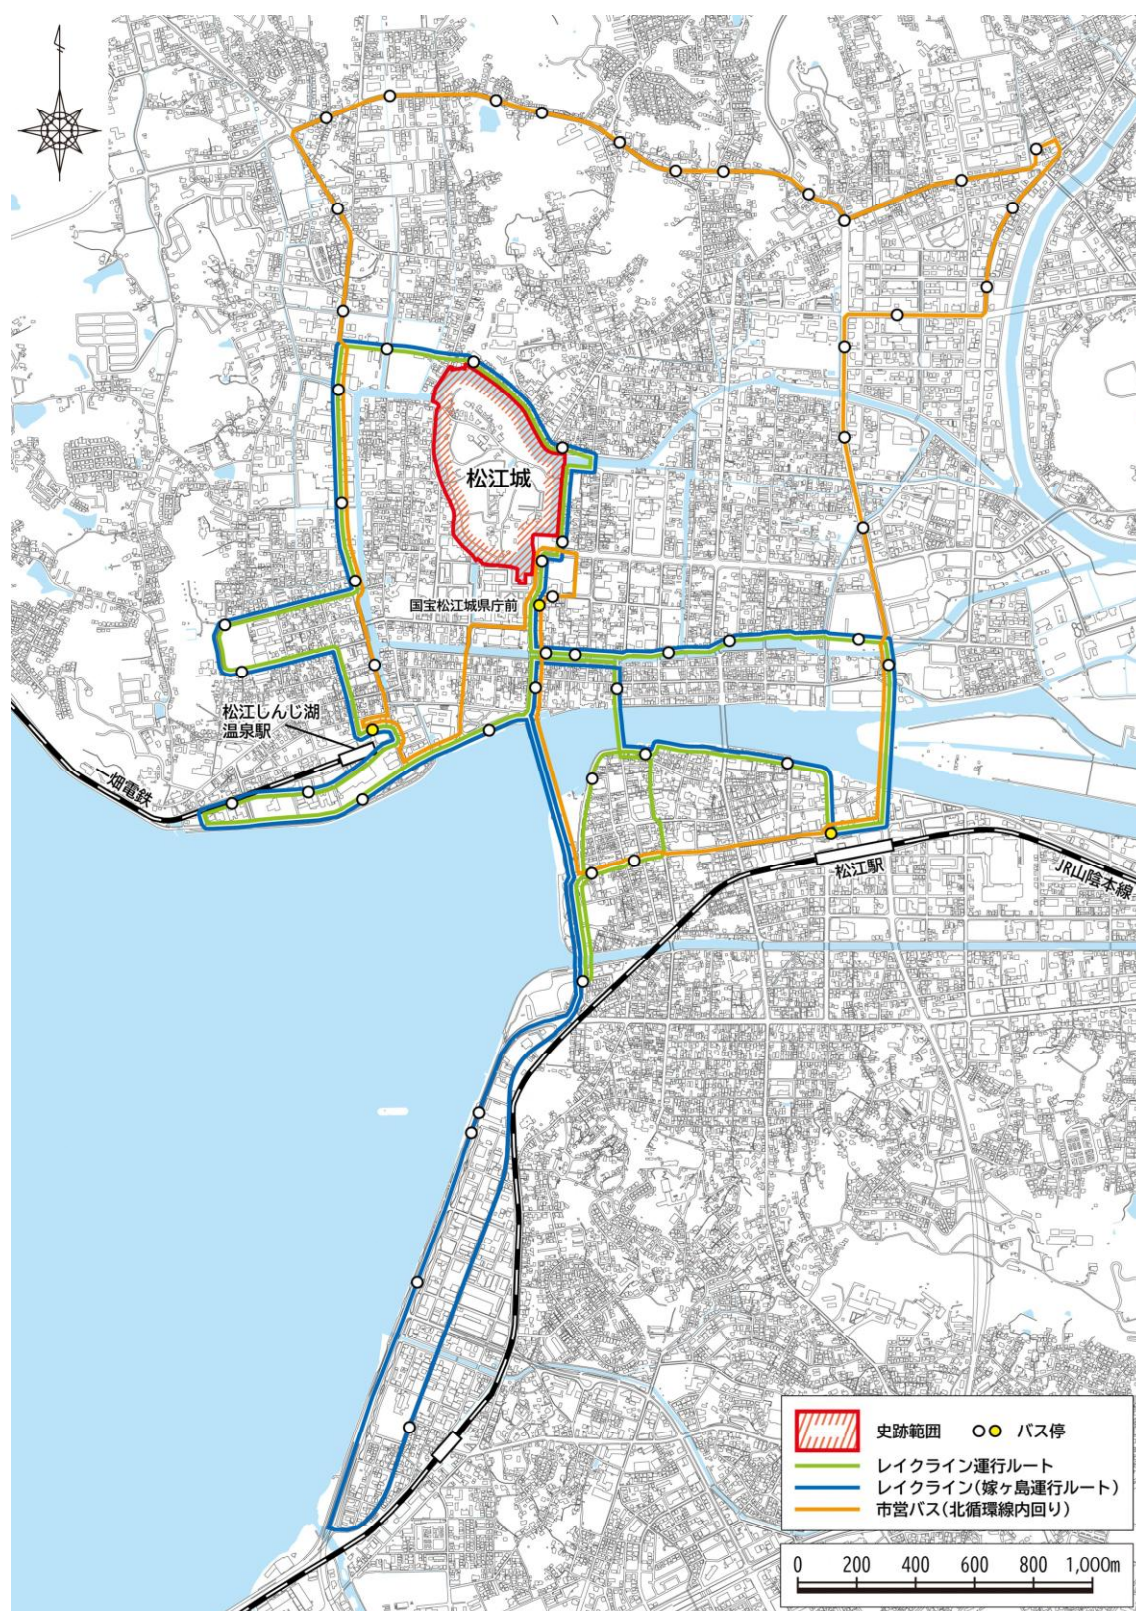 松江城
国宝松江城県庁前
松江しんじ湖
温泉駅
一畑電鉄
松江駅
JR山陰本線
史跡範囲 バス停
レイクライン運行ルート
レイクライン(嫁ヶ島運行ルート)
市営バス(北循環線内回り)
0 200 400 600 800 1,000m